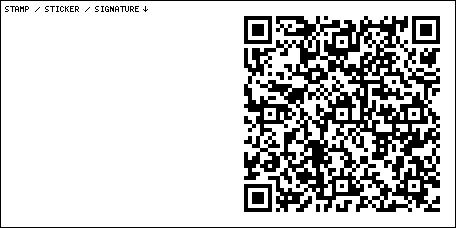 STAMP / STICKER / SIGNATURE ↓